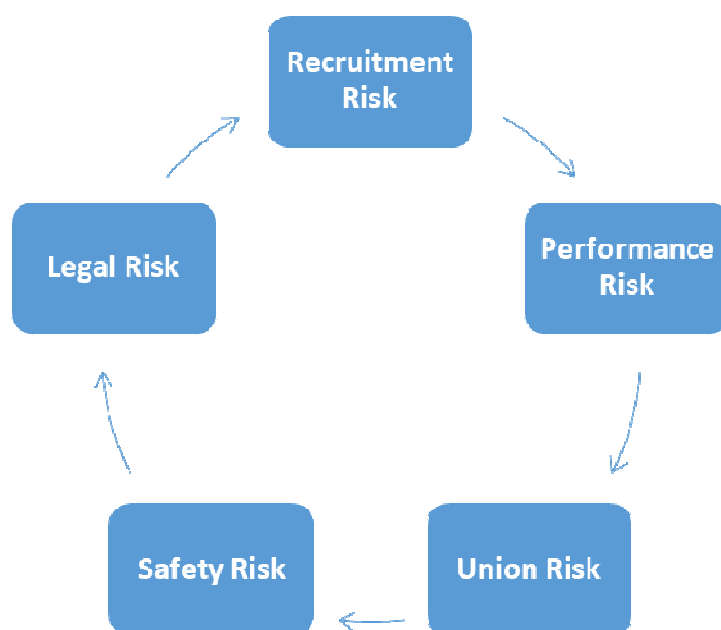 Recruitment
Risk
Performance
Risk
Union Risk
Safety Risk
Legal Risk